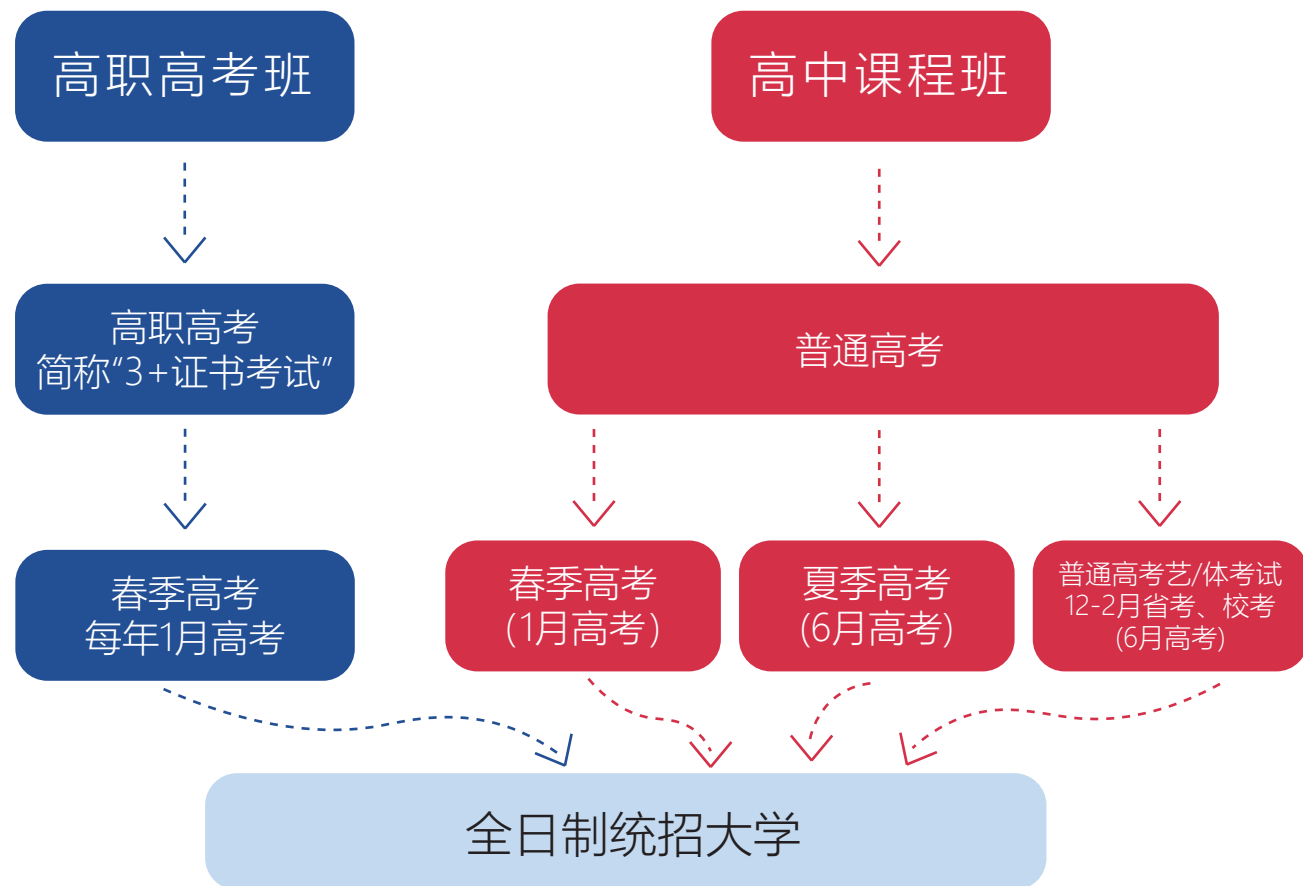 高职高考班
高中课程班
高职高考
简称“3+证书考试”
普通高考
春季高考
每年1月高考
春季高考
(1月高考)
夏季高考
(6月高考)
普通高考艺/体考试
12-2月省考、校考
(6月高考)
全日制统招大学